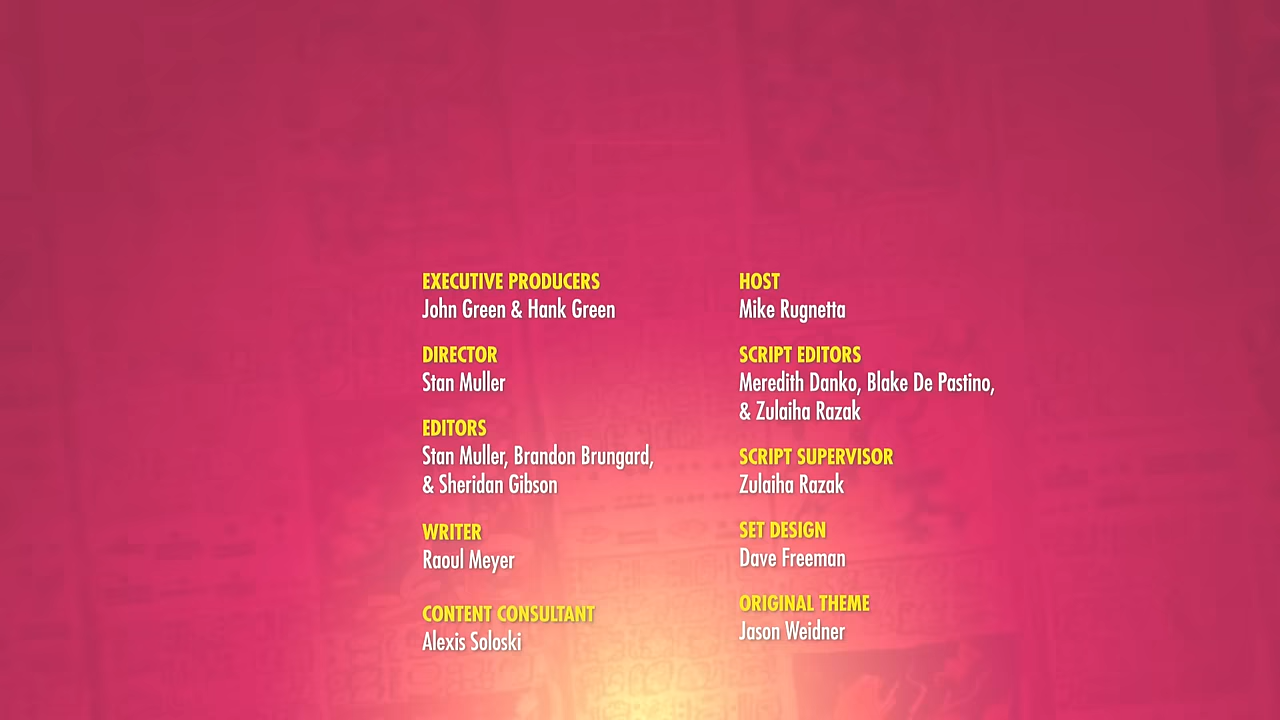 EXECUTIVE PRODUCERS
John Green & Hank Green
DIRECTOR
Stan Muller
EDITORS
Stan Muller, Brandon Brungard,
& Sheridan Gibson
WRITER
Raoul Meyer
CONTENT CONSULTANT
Alexis Soloski
HOST
Mike Rugnetta
SCRIPT EDITORS
Meredith Danko, Blake De Pastino,
& Zulaiha Razak
SCRIPT SUPERVISOR
Zulaiha Razak
SET DESIGN
Dave Freeman
ORIGINAL THEME
Jason Weidner